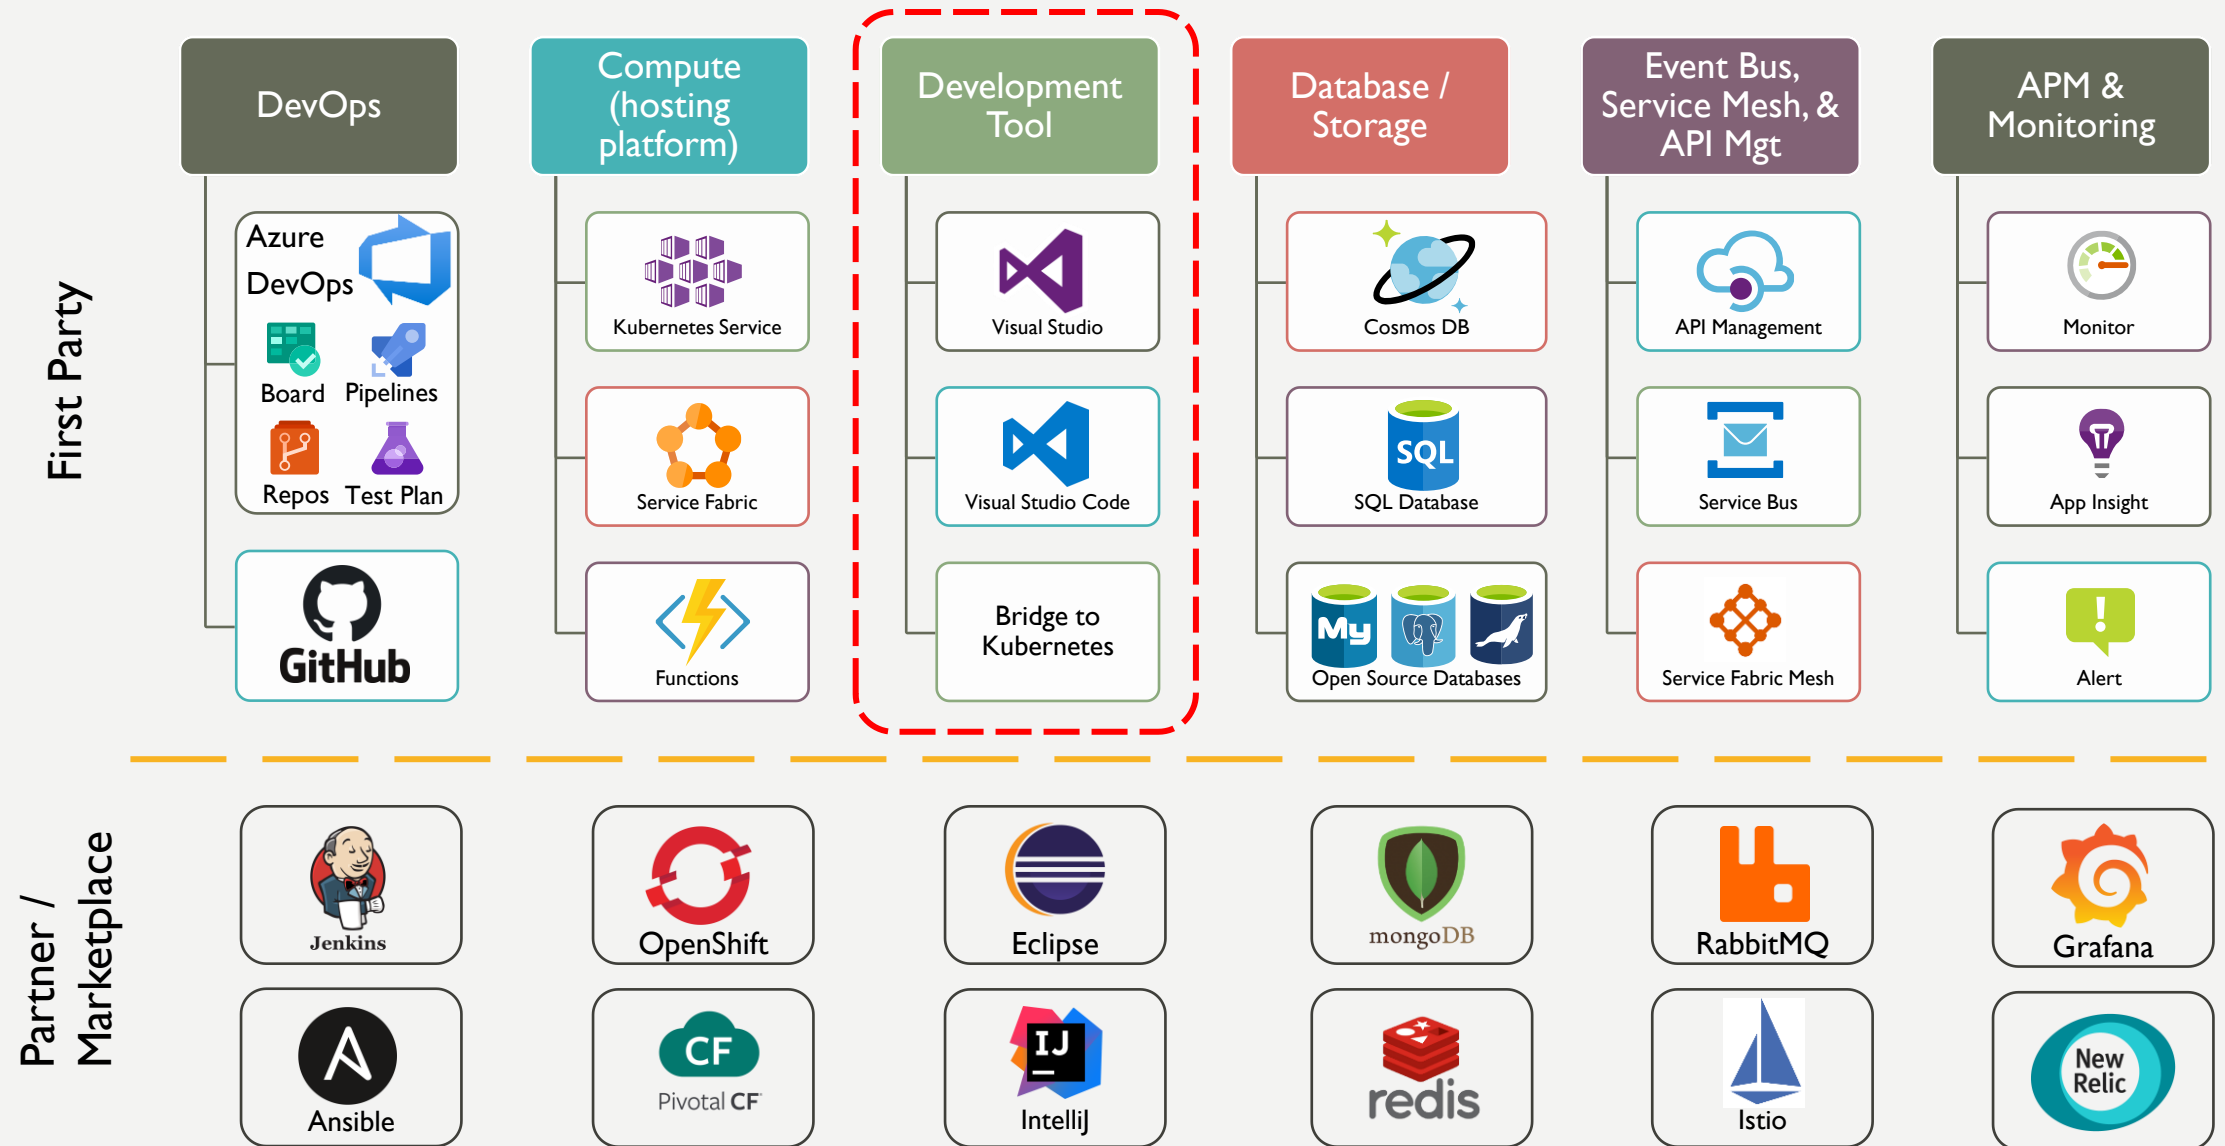 DevOps
Compute
(hosting
platform)
Development
Tool
Database /
Storage
Event Bus,
Service Mesh, &
API Mgt
APM &
Monitoring
First Party
Azure
DevOps
Board
Pipelines
Repos
Test Plan
GitHub
Kubernetes Service
Service Fabric
Functions
Visual Studio
Visual Studio Code
Bridge to
Kubernetes
Cosmos DB
SQL
SQL Database
My
Open Source Databases
API Management
Service Bus
Service Fabric Mesh
Monitor
App Insight
!
Alert
Partner /
Marketplace
Jenkins
OpenShift
Eclipse
mongoDB
RabbitMQ
Grafana
A
Ansible
CF
Pivotal CF
IJ
IntelliJ
redis
Istio
New
Relic